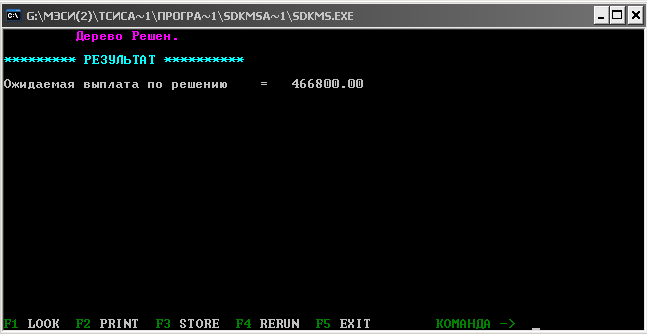 G:\МЭСИ(2)\ТСИСА~1\ПРОГРА~1\SDKMSA~1\SDKMS.EXE
Дерево Решен.
********* РЕЗУЛЬТАТ **********
Ожидаемая выплата по решению = 466800.00
F1 LOOK F2 PRINT F3 STORE F4 RERUN F5 EXIT КОМАНДА -> _